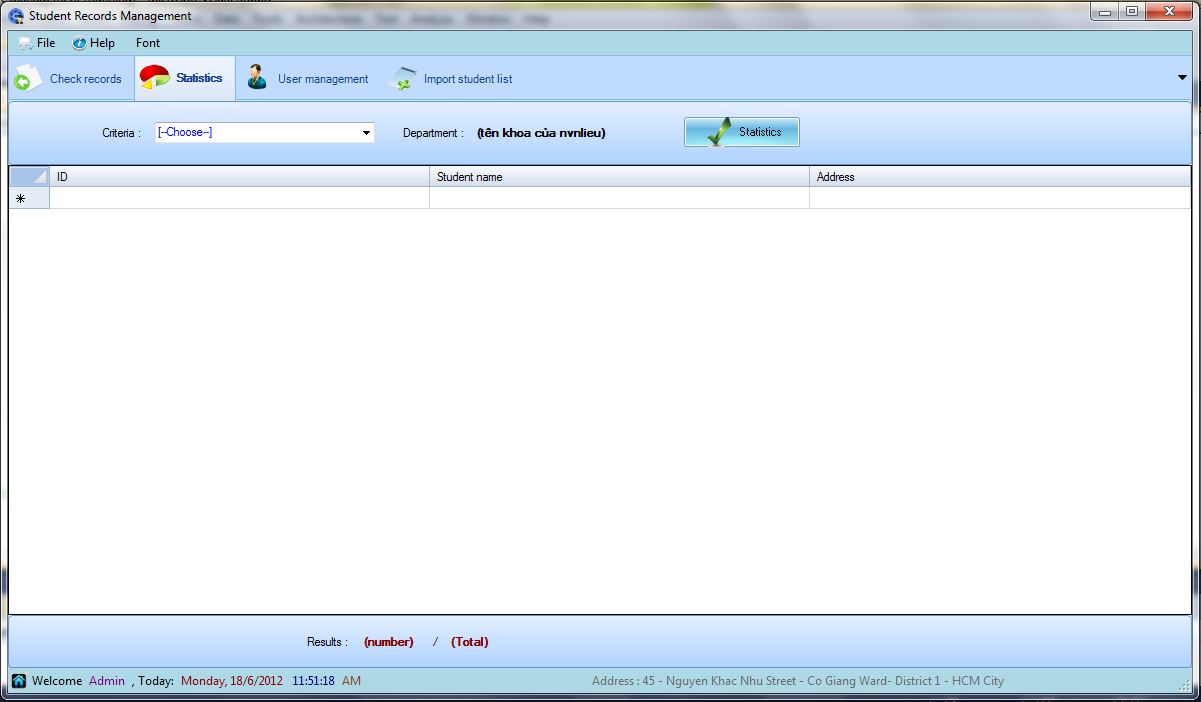 Student Records Management
File Help Font
Check records Statistics User management Import student list
Criteria : [--Choose--] Department : (tên khoa của nvnlieu) Statistics
ID Student name Address
Results : (number) / (Total)
Welcome Admin , Today: Monday, 18/6/2012 11:51:18 AM Address : 45 - Nguyen Khac Nhu Street - Co Giang Ward- District 1 - HCM City